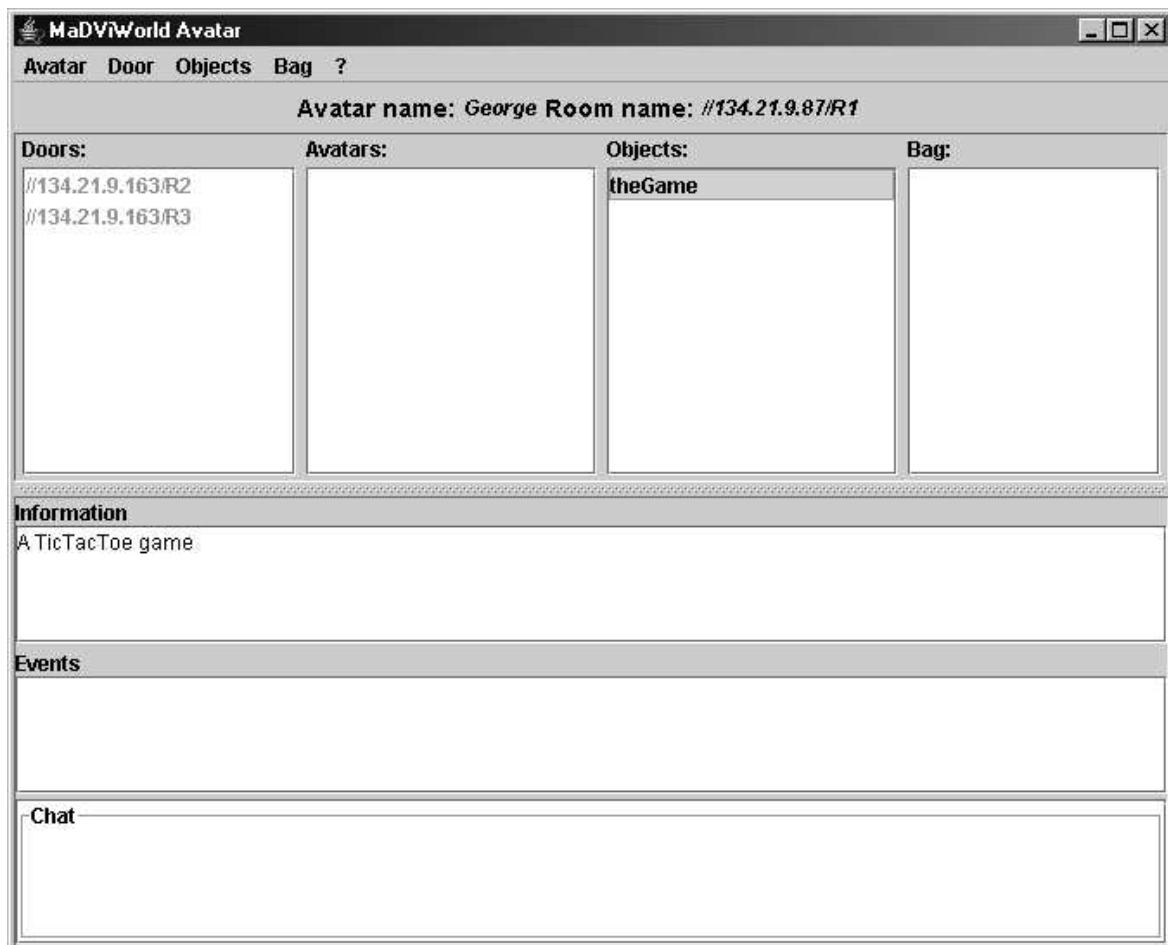 MaDViWorld Avatar
Avatar Door Objects Bag ?
Avatar name: George Room name: //134.21.9.87/R1
Doors: Avatars: Objects: Bag:
//134.21.9.163/R2 theGame
//134.21.9.163/R3
Information
A TicTacToe game
Events
Chat